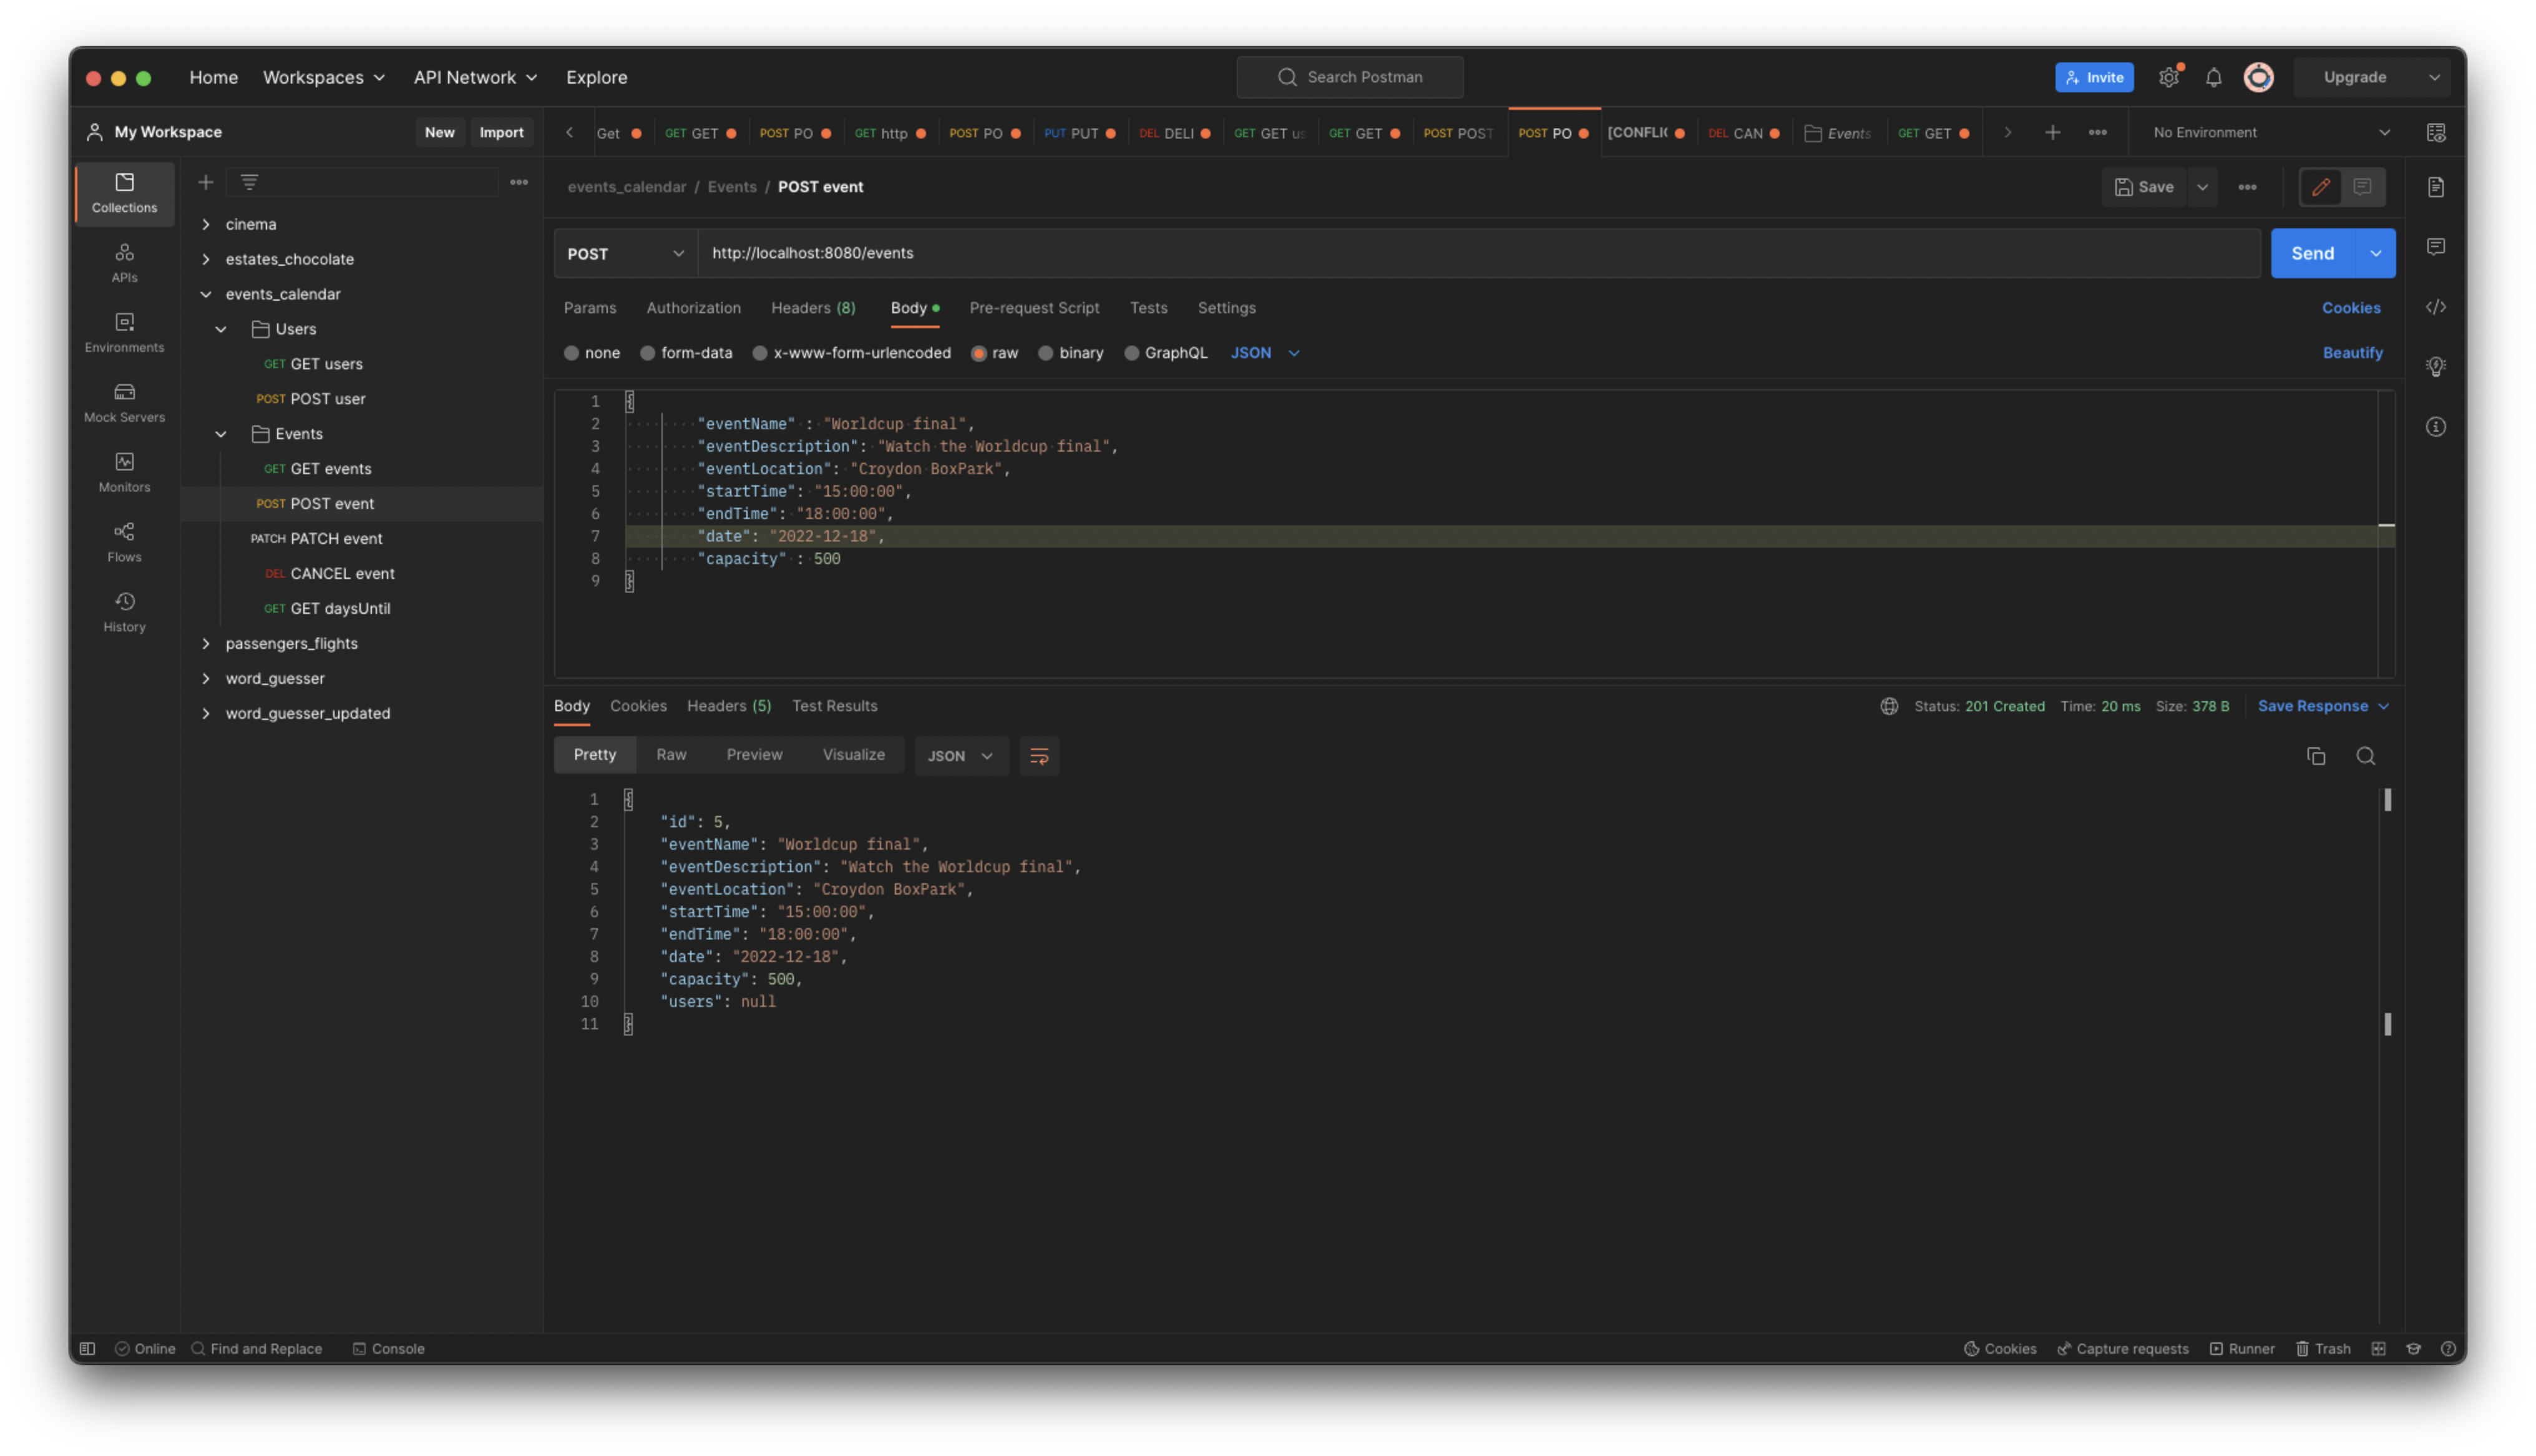 Home Workspaces API Network Explore Search Postman Invite Upgrade
My Workspace New Import
Get GET GET POST PO GET http POST PO PUT PUT DEL DELI GET GET us GET GET POST POST POST PO [CONFLIC DEL CAN Events GET GET No Environment
Collections
APIs
Environments
Mock Servers
Monitors
Flows
History
cinema
estates_chocolate
events_calendar
Users
GET GET users
POST POST user
Events
GET GET events
POST POST event
PATCH PATCH event
DEL CANCEL event
GET GET daysUntil
passengers_flights
word_guesser
word_guesser_updated
events_calendar / Events / POST event Save
POST http://localhost:8080/events Send
Params Authorization Headers (8) Body Pre-request Script Tests Settings Cookies
none form-data x-www-form-urlencoded raw binary GraphQL JSON Beautify
1 {
2 "eventName" : "Worldcup final",
3 "eventDescription": "Watch the Worldcup final",
4 "eventLocation": "Croydon BoxPark",
5 "startTime": "15:00:00",
6 "endTime": "18:00:00",
7 "date": "2022-12-18",
8 "capacity" : 500
9 }
Body Cookies Headers (5) Test Results Status: 201 Created Time: 20 ms Size: 378 B Save Response
Pretty Raw Preview Visualize JSON
1 {
2 "id": 5,
3 "eventName": "Worldcup final",
4 "eventDescription": "Watch the Worldcup final",
5 "eventLocation": "Croydon BoxPark",
6 "startTime": "15:00:00",
7 "endTime": "18:00:00",
8 "date": "2022-12-18",
9 "capacity": 500,
10 "users": null
11 }
Online Find and Replace Console Cookies Capture requests Runner Trash